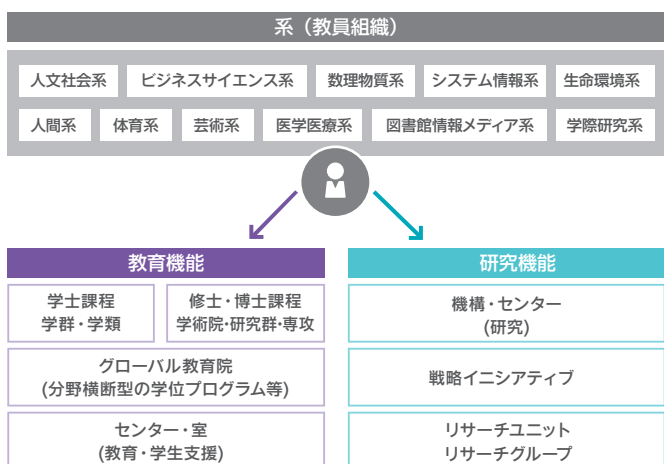 系（教員組織）
人文社会系
ビジネスサイエンス系
数理物質系
システム情報系
生命環境系
人間系
体育系
芸術系
医学医療系
図書館情報メディア系
学際研究系
教育機能
学士課程
学群・学類
修士・博士課程
学術院・研究群・専攻
グローバル教育院
(分野横断型の学位プログラム等)
センター・室
(教育・学生支援)
研究機能
機構・センター
(研究)
戦略イニシアティブ
リサーチユニット
リサーチグループ